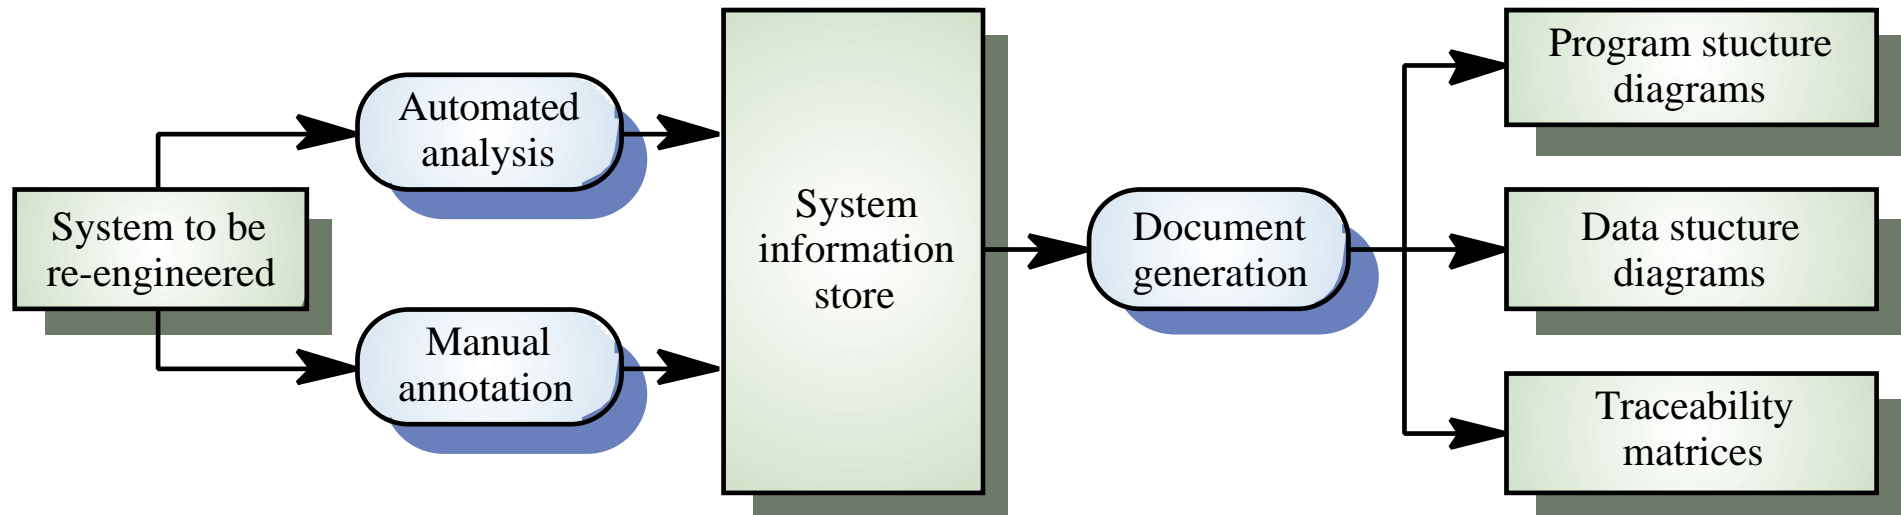 System to be
re-engineered
Automated
analysis
Manual
annotation
System
information
store
Document
generation
Program stucture
diagrams
Data stucture
diagrams
Traceability
matrices